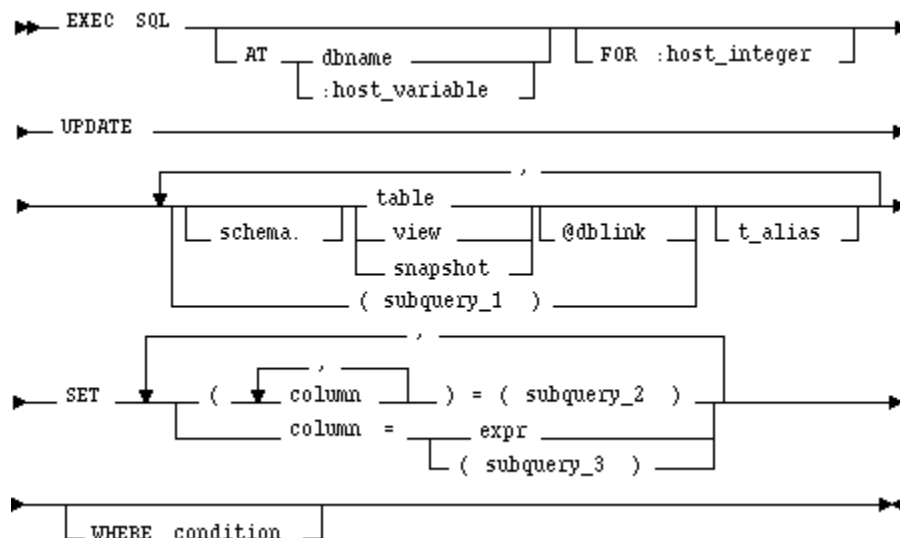 EXEC SQL
AT dbname FOR :host_integer
:host_variable
UPDATE
,
table
schema. view @dblink t_alias
snapshot
( subquery_1 )
,
,
SET ( column ) = ( subquery_2 )
column = expr
( subquery_3 )
WHERE condition